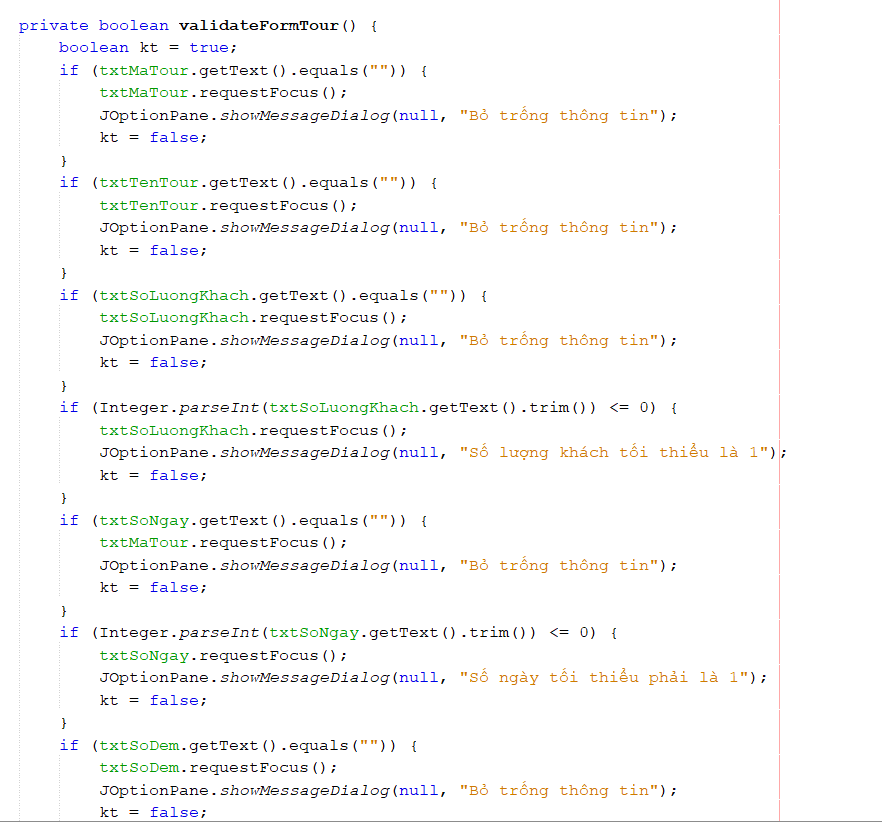 private boolean validateFormTour() {
    boolean kt = true;
    if (txtMaTour.getText().equals("")) {
        txtMaTour.requestFocus();
        JOptionPane.showMessageDialog(null, "Bỏ trống thông tin");
        kt = false;
    }
    if (txtTenTour.getText().equals("")) {
        txtTenTour.requestFocus();
        JOptionPane.showMessageDialog(null, "Bỏ trống thông tin");
        kt = false;
    }
    if (txtSoLuongKhach.getText().equals("")) {
        txtSoLuongKhach.requestFocus();
        JOptionPane.showMessageDialog(null, "Bỏ trống thông tin");
        kt = false;
    }
    if (Integer.parseInt(txtSoLuongKhach.getText().trim()) <= 0) {
        txtSoLuongKhach.requestFocus();
        JOptionPane.showMessageDialog(null, "Số lượng khách tối thiểu là 1");
        kt = false;
    }
    if (txtSoNgay.getText().equals("")) {
        txtMaTour.requestFocus();
        JOptionPane.showMessageDialog(null, "Bỏ trống thông tin");
        kt = false;
    }
    if (Integer.parseInt(txtSoNgay.getText().trim()) <= 0) {
        txtSoNgay.requestFocus();
        JOptionPane.showMessageDialog(null, "Số ngày tối thiểu phải là 1");
        kt = false;
    }
    if (txtSoDem.getText().equals("")) {
        txtSoDem.requestFocus();
        JOptionPane.showMessageDialog(null, "Bỏ trống thông tin");
        kt = false;